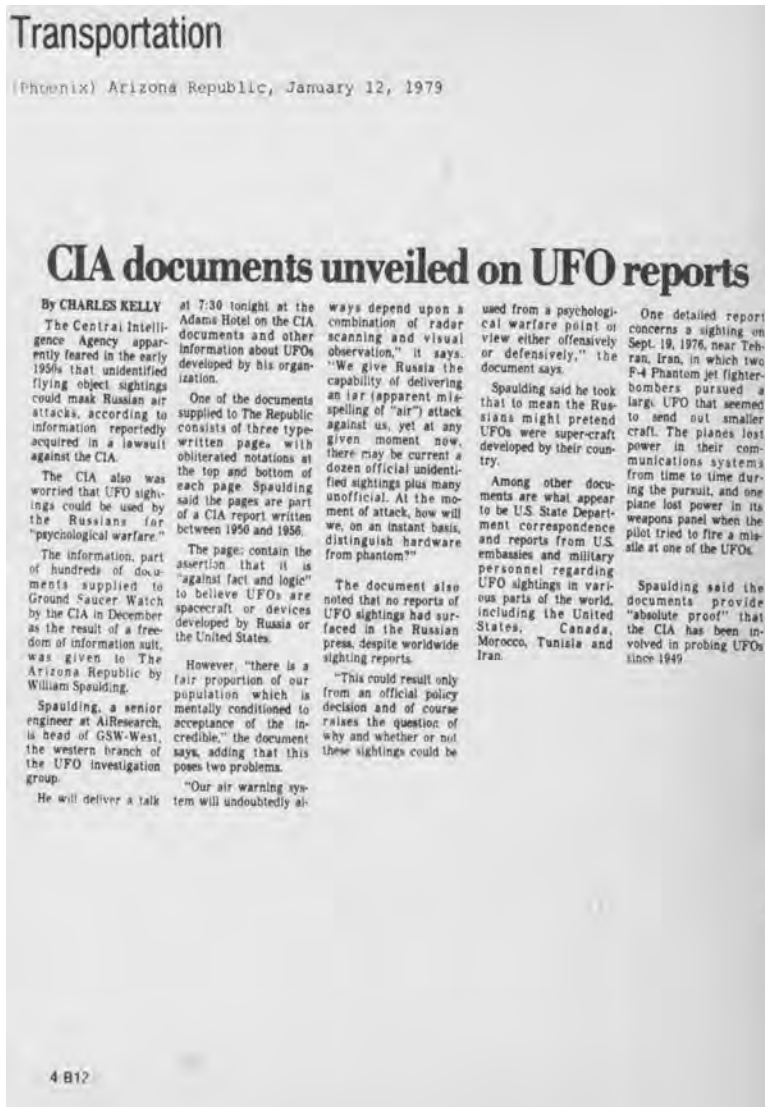 Transportation
(Phoenix) Arizona Republic, January 12, 1979
CIA documents unveiled on UFO reports
By CHARLES KELLY
The Central Intelli-
gence Agency appar-
ently feared in the early
1950s that unidentified
flying object sightings
could mask Russian air
attacks, according to
information reportedly
acquired in a lawsuit
against the CIA.
The CIA also was
worried that UFO sight-
ings could be used by
the Russians for
"psychological warfare."
The information, part
of hundreds of docu-
ments supplied to
Ground Saucer Watch
by the CIA in December
as the result of a free-
dom of information suit,
was given to The
Arizona Republic by
William Spaulding.
Spaulding, a senior
engineer at AiResearch,
is head of GSW-West,
the western branch of
the UFO investigation
group.
He will deliver a talk
at 7:30 tonight at the
Adams Hotel on the CIA
documents and other
information about UFOs
developed by his organ-
ization.
One of the documents
supplied to The Republic
consists of three type-
written pages with
obliterated notations at
the top and bottom of
each page. Spaulding
said the pages are part
of a CIA report written
between 1950 and 1956.
The pages contain the
assertion that it is
"against fact and logic"
to believe UFOs are
spacecraft or devices
developed by Russia or
the United States.
However, "there is a
fair proportion of our
population which is
mentally conditioned to
acceptance of the in-
credible," the document
says, adding that this
poses two problems.
"Our air warning sys-
tem will undoubtedly al-
ways depend upon a
combination of radar
scanning and visual
observation," it says.
"We give Russia the
capability of delivering
an iar (apparent mis-
spelling of "air") attack
against us, yet at any
given moment now,
there may be current a
dozen official unidenti-
fied sightings plus many
unofficial. At the mo-
ment of attack, how will
we, on an instant basis,
distinguish hardware
from phantom?"
The document also
noted that no reports of
UFO sightings had sur-
faced in the Russian
press, despite worldwide
sighting reports.
"This could result only
from an official policy
decision and of course
raises the question of
why and whether or not
these sightings could be
used from a psychologi-
cal warfare point of
view either offensively
or defensively," the
document says.
Spaulding said he took
that to mean the Rus-
sians might pretend
UFOs were super-craft
developed by their coun-
try.
Among other docu-
ments are what appear
to be U.S. State Depart-
ment correspondence
and reports from U.S.
embassies and military
personnel regarding
UFO sightings in vari-
ous parts of the world,
including the United
States, Canada,
Morocco, Tunisia and
Iran.
One detailed report
concerns a sighting on
Sept. 19, 1976, near Teh-
ran, Iran, in which two
F-4 Phantom jet fighter-
bombers pursued a
large UFO that seemed
to send out smaller
craft. The planes lost
power in their com-
munications systems
from time to time dur-
ing the pursuit, and one
plane lost power in its
weapons panel when the
pilot tried to fire a mis-
sile at one of the UFOs.
Spaulding said the
documents provide
"absolute proof" that
the CIA has been in-
volved in probing UFOs
since 1949
4 B12